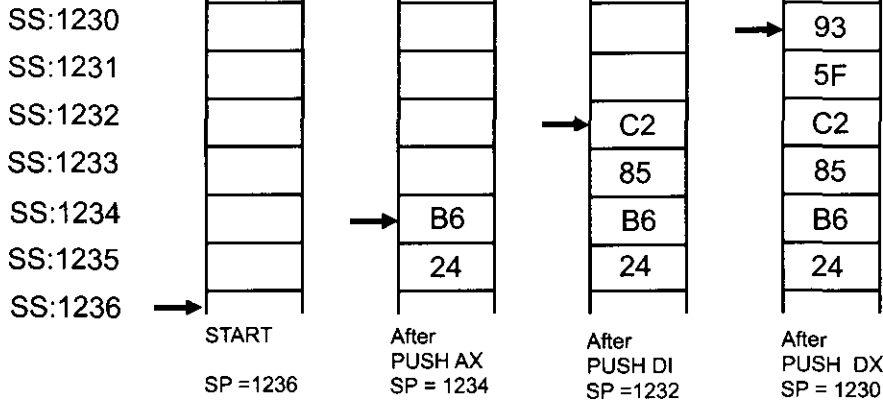 SS:1230 93
SS:1231 5F
SS:1232 C2 C2
SS:1233 85 85
SS:1234 B6 B6 B6
SS:1235 24 24 24
SS:1236
START
SP =1236
After
PUSH AX
SP = 1234
After
PUSH DI
SP =1232
After
PUSH DX
SP = 1230